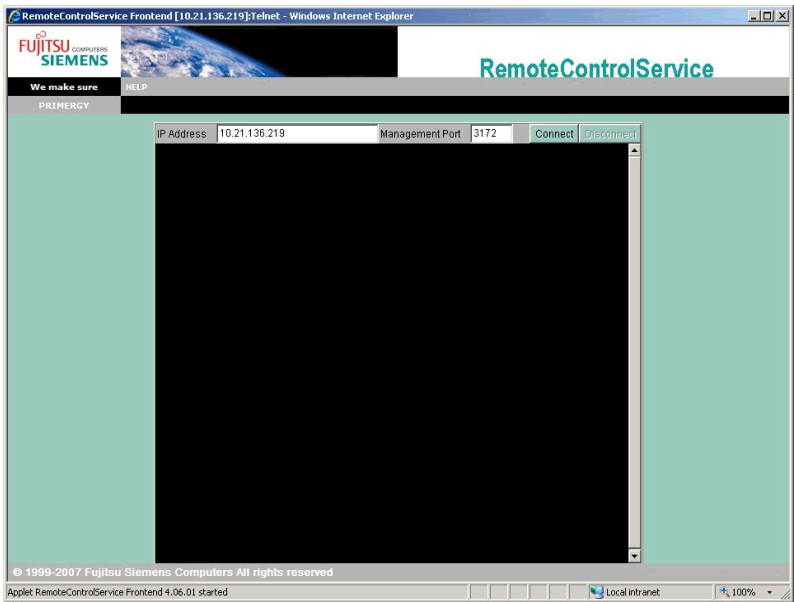 RemoteControlService Frontend [10.21.136.219]:Telnet - Windows Internet Explorer
FUJITSU COMPUTERS
SIEMENS
RemoteControlService
We make sure
HELP
PRIMERGY
IP Address 10.21.136.219 Management Port 3172 Connect Disconnect
© 1999-2007 Fujitsu Siemens Computers All rights reserved
Applet RemoteControlService Frontend 4.06.01 started Local intranet 100%